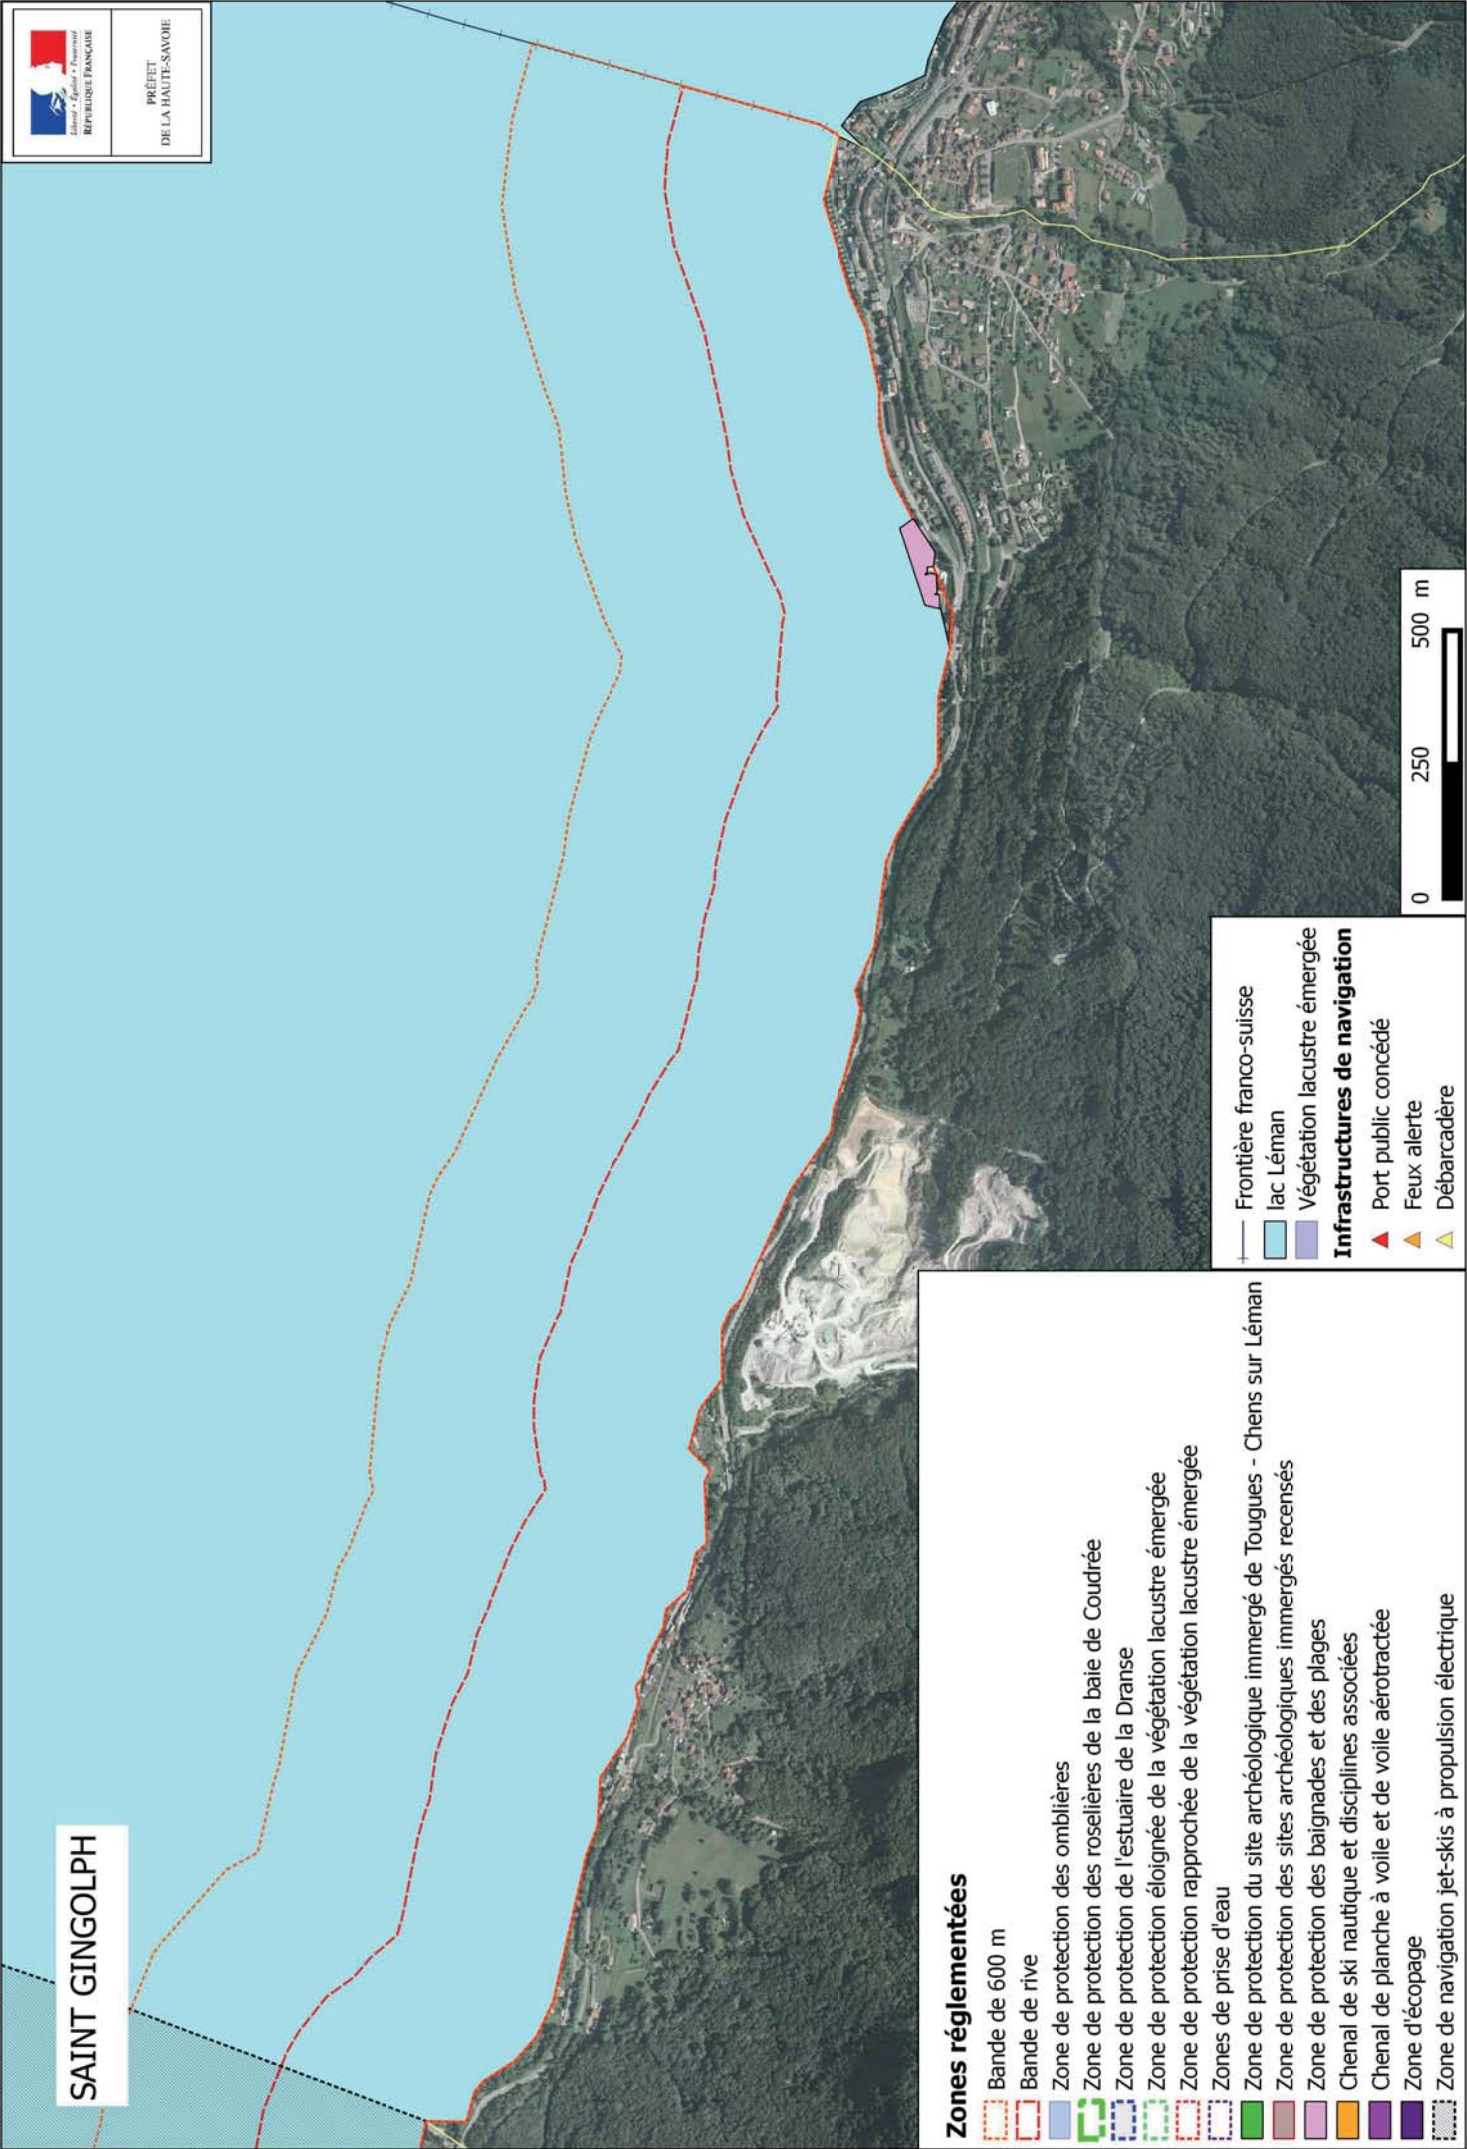 Liberté • Égalité • Fraternité
RÉPUBLIQUE FRANÇAISE
PRÉFET
DE LA HAUTE-SAVOIE
SAINT GINGOLPH
Zones réglementées
Bande de 600 m
Bande de rive
Zone de protection des omblières
Zone de protection des roselières de la baie de Coudrée
Zone de protection de l'estuaire de la Dranse
Zone de protection éloignée de la végétation lacustre émergée
Zone de protection rapprochée de la végétation lacustre émergée
Zones de prise d'eau
Zone de protection du site archéologique immergé de Tougues - Chens sur Léman
Zone de protection des sites archéologiques immergés recensés
Zone de protection des baignades et des plages
Chenal de ski nautique et disciplines associées
Chenal de planche à voile et de voile aérotractée
Zone d'écopage
Zone de navigation jet-skis à propulsion électrique
Frontière franco-suisse
lac Léman
Végétation lacustre émergée
Infrastructures de navigation
Port public concédé
Feux alerte
Débarcadère
0 250 500 m